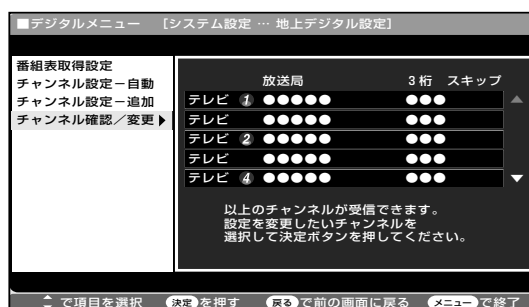 ■デジタルメニュー　[システム設定 … 地上デジタル設定]
番組表取得設定
チャンネル設定－自動
チャンネル設定－追加
チャンネル確認／変更▶
放送局　3桁　スキップ
テレビ 1 ●●●●● ●●●
テレビ ●●●●● ●●●
テレビ 2 ●●●●● ●●●
テレビ ●●●●● ●●●
テレビ 4 ●●●●● ●●●
以上のチャンネルが受信できます。
設定を変更したいチャンネルを
選択して決定ボタンを押してください。
で項目を選択　決定を押す　戻るで前の画面に戻る　メニューで終了